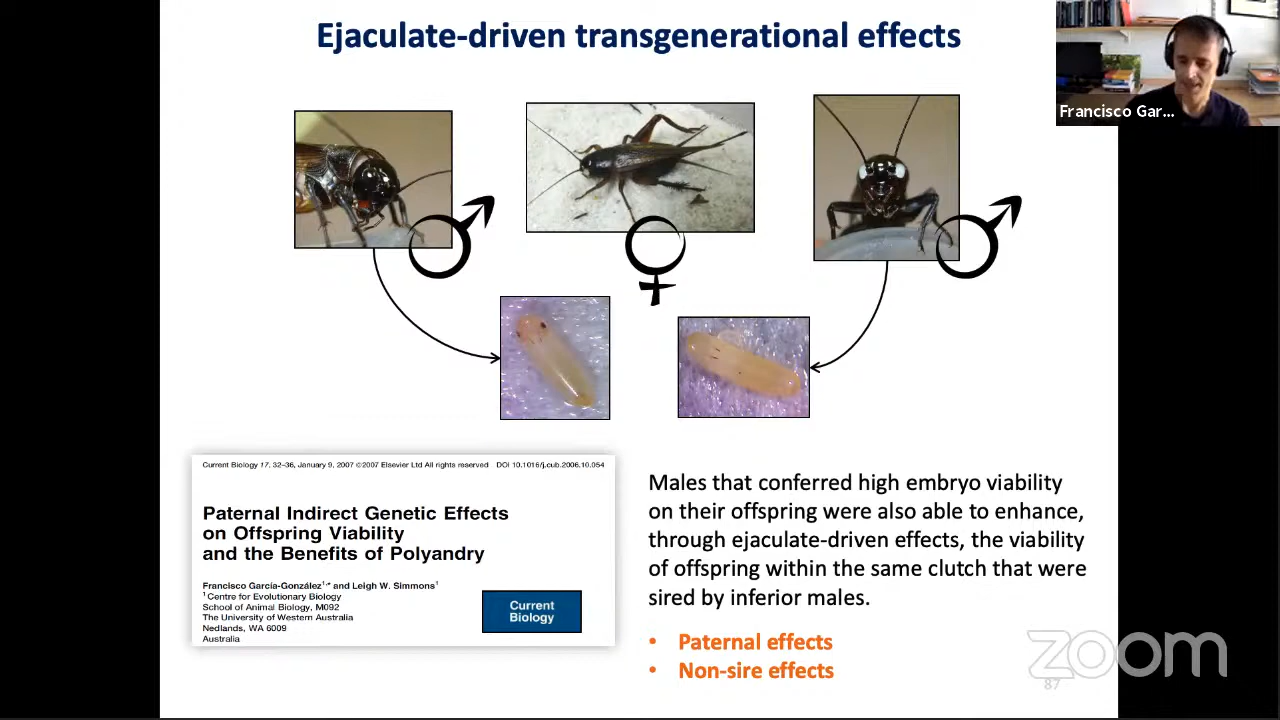 Ejaculate-driven transgenerational effects
Francisco Gar...
Current Biology 17, 32–36, January 9, 2007 ©2007 Elsevier Ltd All rights reserved DOI 10.1016/j.cub.2006.10.054
Paternal Indirect Genetic Effects
on Offspring Viability
and the Benefits of Polyandry
Francisco García-González¹,* and Leigh W. Simmons¹
¹Centre for Evolutionary Biology
School of Animal Biology, M092
The University of Western Australia
Nedlands, WA 6009
Australia
Current
Biology
Males that conferred high embryo viability
on their offspring were also able to enhance,
through ejaculate-driven effects, the viability
of offspring within the same clutch that were
sired by inferior males.
• Paternal effects
• Non-sire effects
zoom
87